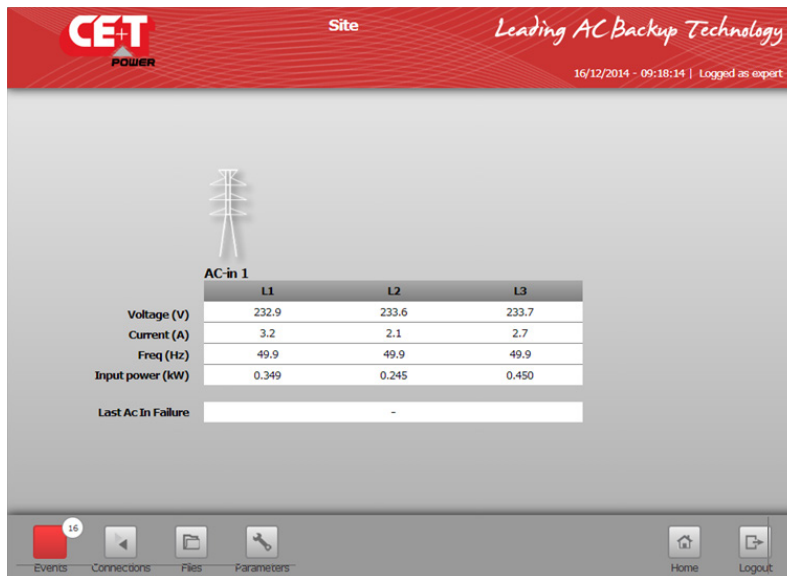 CE+T
POWER
Site
Leading AC Backup Technology
16/12/2014 - 09:18:14 | Logged as expert
AC-in 1
L1 L2 L3
Voltage (V) 232.9 233.6 233.7
Current (A) 3.2 2.1 2.7
Freq (Hz) 49.9 49.9 49.9
Input power (kW) 0.349 0.245 0.450
Last Ac In Failure -
16
Events Connections Files Parameters Home Logout